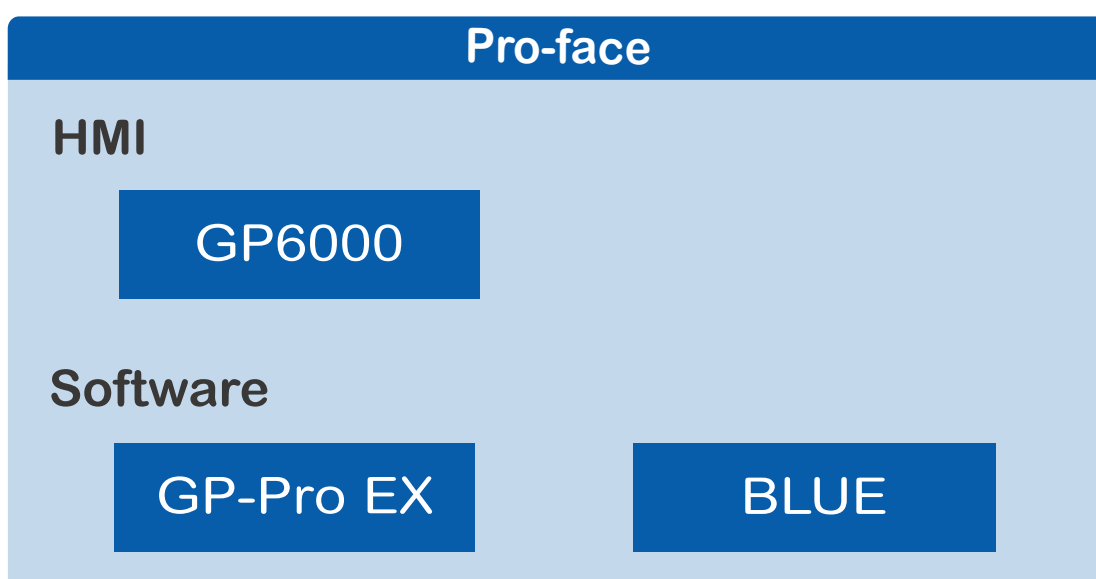 Pro-face
HMI
GP6000
Software
GP-Pro EX
BLUE